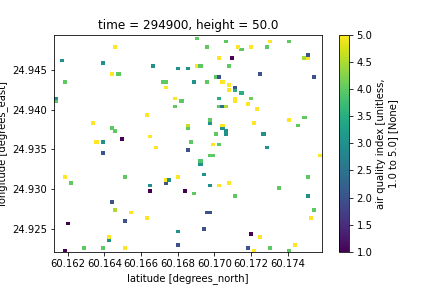 time = 294900, height = 50.0
24.945
24.940
24.935
24.930
24.925
longitude [degrees_east]
60.162 60.164 60.166 60.168 60.170 60.172 60.174
latitude [degrees_north]
5.0
4.5
4.0
3.5
3.0
2.5
2.0
1.5
1.0
air quality index [unitless,
1.0 to 5.0] [None]